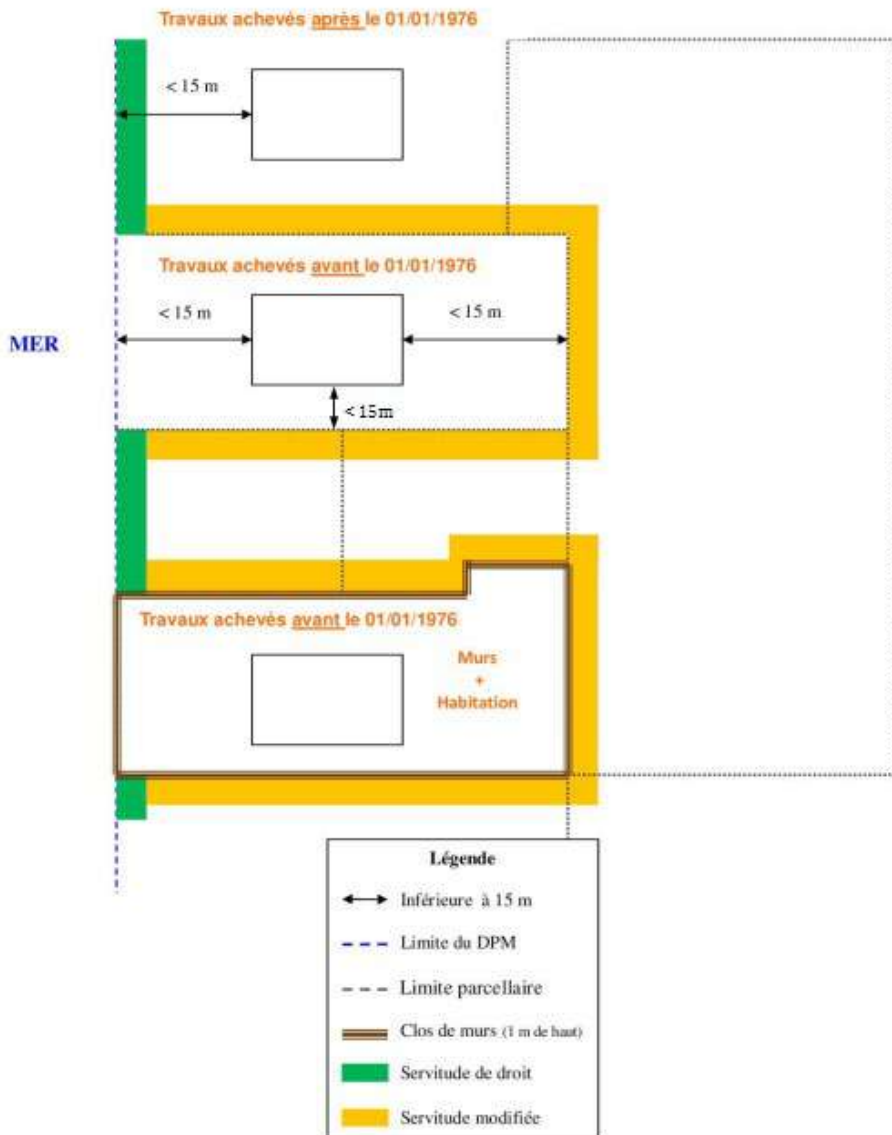 Travaux achevés après le 01/01/1976
< 15 m
Travaux achevés avant le 01/01/1976
< 15 m
< 15 m
MER
< 15m
Travaux achevés avant le 01/01/1976
Murs
+
Habitation
Légende
Inférieure à 15 m
Limite du DPM
Limite parcellaire
Clos de murs (1 m de haut)
Servitude de droit
Servitude modifiée